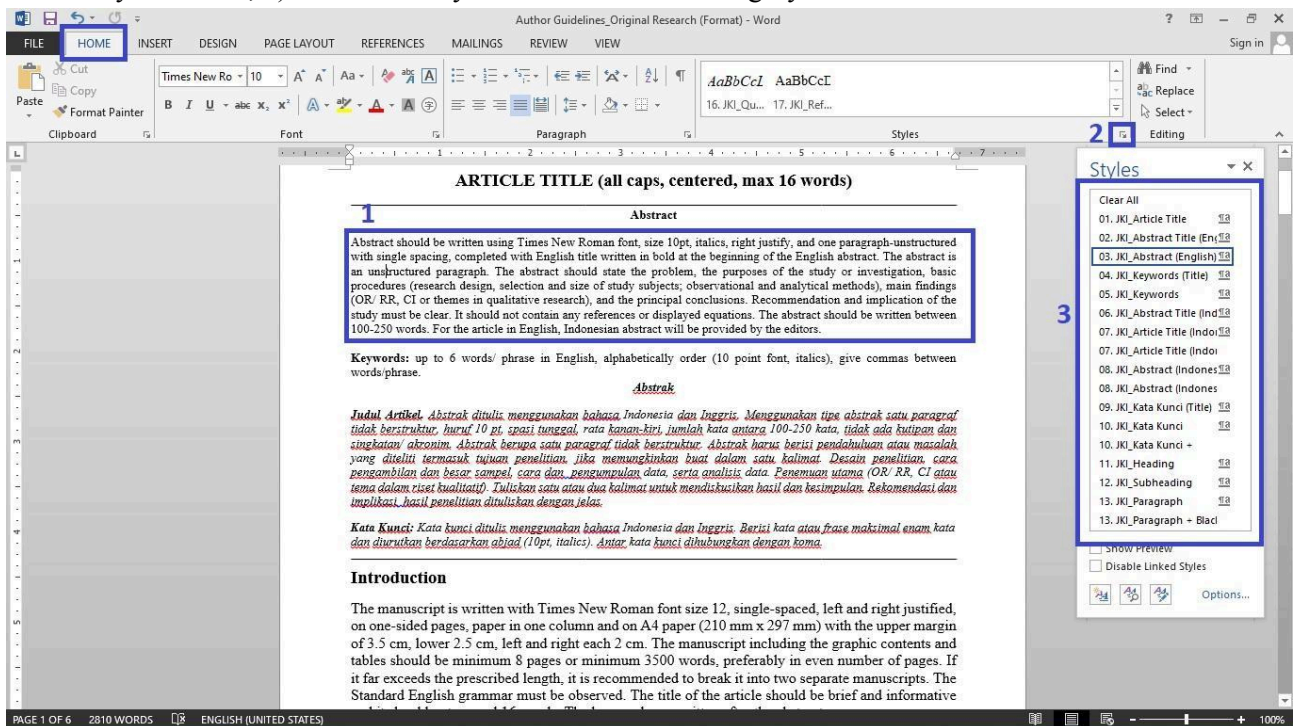 Author Guidelines_Original Research (Format) - Word
FILE HOME INSERT DESIGN PAGE LAYOUT REFERENCES MAILINGS REVIEW VIEW Sign in
Cut
Copy
Paste
Format Painter
Times New Ro 10
AaBbCcI AaBbCcI
16. JKI_Qu... 17. JKI_Ref...
Find
Replace
Select
Clipboard Font Paragraph Styles 2 Editing
1 2 3 4 5 6 7
ARTICLE TITLE (all caps, centered, max 16 words)
1
Abstract
Abstract should be written using Times New Roman font, size 10pt, italics, right justify, and one paragraph-unstructured
with single spacing, completed with English title written in bold at the beginning of the English abstract. The abstract is
an unstructured paragraph. The abstract should state the problem, the purposes of the study or investigation, basic
procedures (research design, selection and size of study subjects; observational and analytical methods), main findings
(OR/ RR, CI or themes in qualitative research), and the principal conclusions. Recommendation and implication of the
study must be clear. It should not contain any references or displayed equations. The abstract should be written between
100-250 words. For the article in English, Indonesian abstract will be provided by the editors.
Keywords: up to 6 words/ phrase in English, alphabetically order (10 point font, italics), give commas between
words/phrase.
Abstrak
Judul Artikel. Abstrak ditulis menggunakan bahasa Indonesia dan Inggris. Menggunakan tipe abstrak satu paragraf
tidak berstruktur, huruf 10 pt, spasi tunggal, rata kanan-kiri, jumlah kata antara 100-250 kata, tidak ada kutipan dan
singkatan/ akronim. Abstrak berupa satu paragraf tidak berstruktur. Abstrak harus berisi pendahuluan atau masalah
yang diteliti termasuk tujuan penelitian, jika memungkinkan buat dalam satu kalimat. Desain penelitian, cara
pengambilan dan besar sampel, cara dan pengumpulan data, serta analisis data. Penemuan utama (OR/ RR, CI atau
tema dalam riset kualitatif). Tuliskan satu atau dua kalimat untuk mendiskusikan hasil dan kesimpulan. Rekomendasi dan
implikasi hasil penelitian dituliskan dengan jelas.
Kata Kunci: Kata kunci ditulis menggunakan bahasa Indonesia dan Inggris. Berisi kata atau frase maksimal enam kata
dan diurutkan berdasarkan abjad (10pt, italics). Antar kata kunci dihubungkan dengan koma.
Introduction
The manuscript is written with Times New Roman font size 12, single-spaced, left and right justified,
on one-sided pages, paper in one column and on A4 paper (210 mm x 297 mm) with the upper margin
of 3.5 cm, lower 2.5 cm, left and right each 2 cm. The manuscript including the graphic contents and
tables should be minimum 8 pages or minimum 3500 words, preferably in even number of pages. If
it far exceeds the prescribed length, it is recommended to break it into two separate manuscripts. The
Standard English grammar must be observed. The title of the article should be brief and informative
Styles
3
Clear All
01. JKI_Article Title
02. JKI_Abstract Title (En
03. JKI_Abstract (English)
04. JKI_Keywords (Title)
05. JKI_Keywords
06. JKI_Abstract Title (Ind
07. JKI_Article Title (Indo
07. JKI_Article Title (Indo
08. JKI_Abstract (Indones
08. JKI_Abstract (Indones
09. JKI_Kata Kunci (Title)
10. JKI_Kata Kunci
10. JKI_Kata Kunci +
11. JKI_Heading
12. JKI_Subheading
13. JKI_Paragraph
13. JKI_Paragraph + Blac
Show Preview
Disable Linked Styles
Options...
PAGE 1 OF 6 2810 WORDS ENGLISH (UNITED STATES) 100%